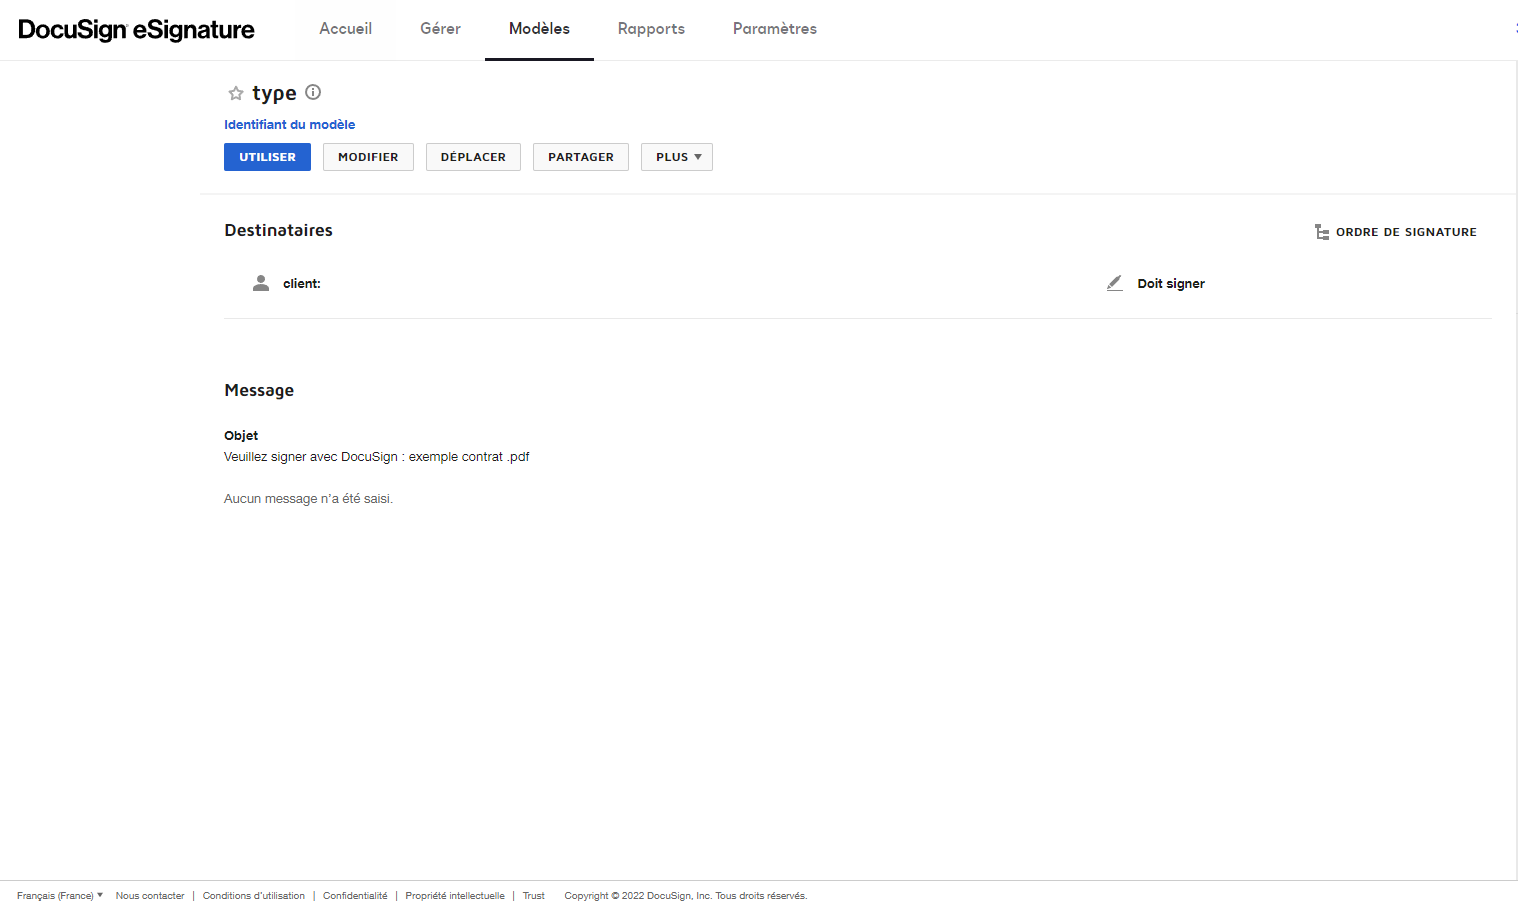 DocuSign eSignature
Accueil
Gérer
Modèles
Rapports
Paramètres
type
Identifiant du modèle
UTILISER
MODIFIER
DÉPLACER
PARTAGER
PLUS
Destinataires
ORDRE DE SIGNATURE
client:
Doit signer
Message
Objet
Veuillez signer avec DocuSign : exemple contrat .pdf
Aucun message n'a été saisi.
Français (France) Nous contacter | Conditions d'utilisation | Confidentialité | Propriété intellectuelle | Trust Copyright © 2022 DocuSign, Inc. Tous droits réservés.